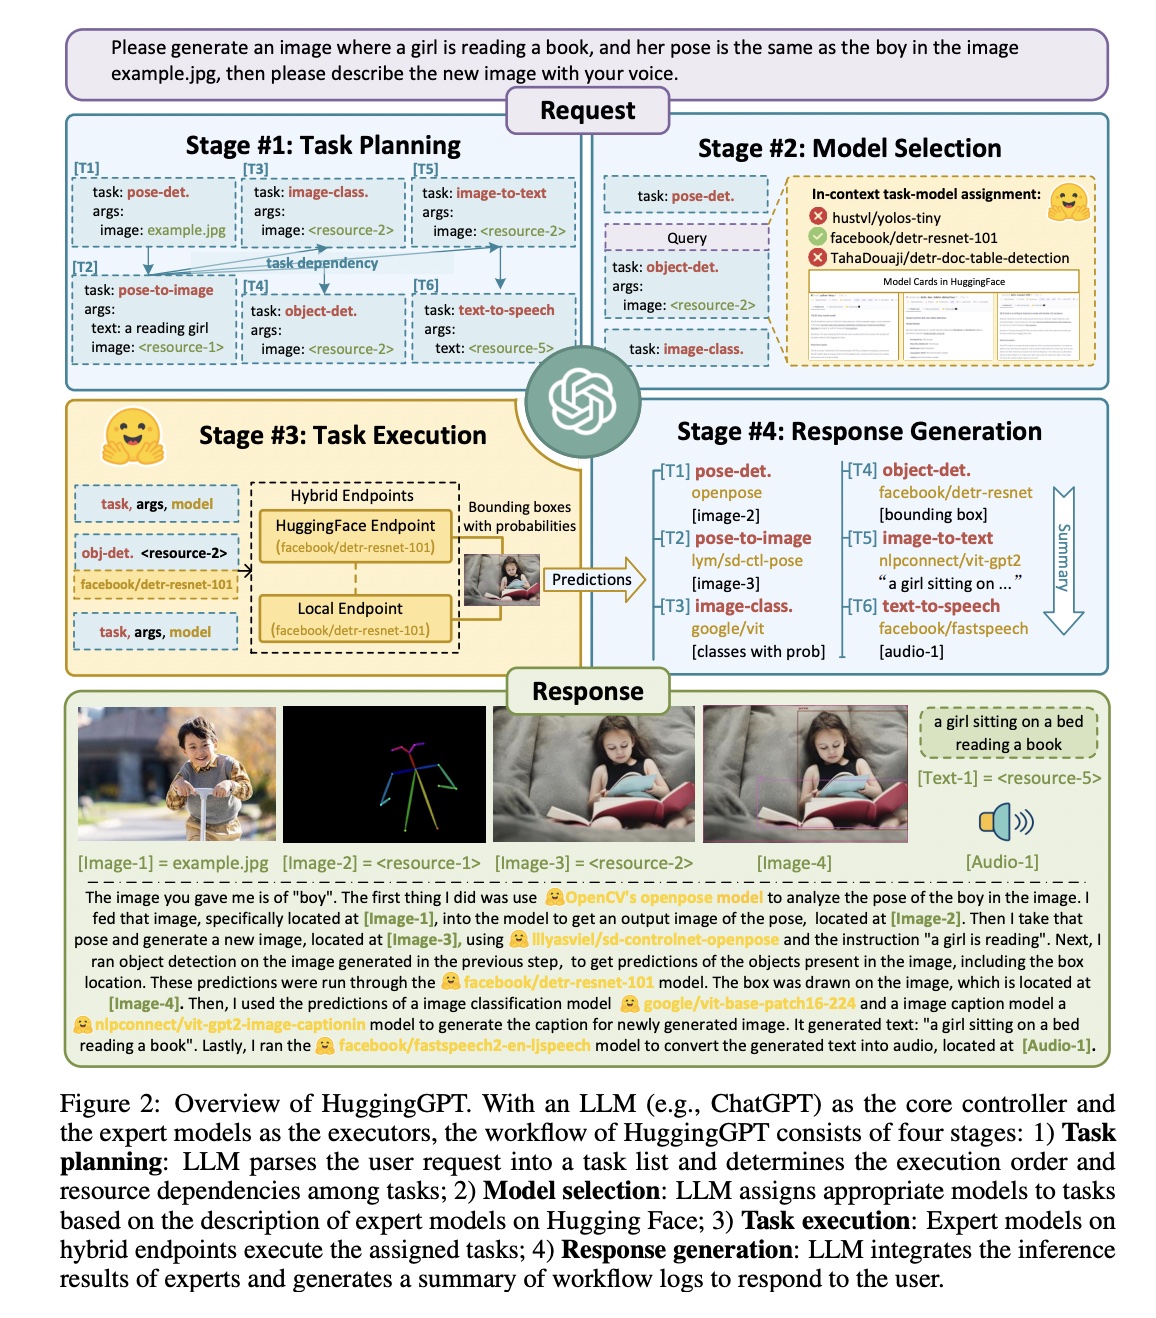 Please generate an image where a girl is reading a book, and her pose is the same as the boy in the image
example.jpg, then please describe the new image with your voice.
Request
Stage #1: Task Planning
[T1]
task: pose-det.
args:
image: example.jpg
[T3]
task: image-class.
args:
image: <resource-2>
[T5]
task: image-to-text
args:
image: <resource-2>
task dependency
[T2]
task: pose-to-image
args:
text: a reading girl
image: <resource-1>
[T4]
task: object-det.
args:
image: <resource-2>
[T6]
task: text-to-speech
args:
text: <resource-5>
Stage #2: Model Selection
task: pose-det.
Query
task: object-det.
args:
image: <resource-2>
task: image-class.
In-context task-model assignment:
hustvl/yolos-tiny
facebook/detr-resnet-101
TahaDouaji/detr-doc-table-detection
Model Cards in HuggingFace
Stage #3: Task Execution
task, args, model
obj-det. <resource-2>
facebook/detr-resnet-101
task, args, model
Hybrid Endpoints
HuggingFace Endpoint
(facebook/detr-resnet-101)
Local Endpoint
(facebook/detr-resnet-101)
Bounding boxes
with probabilities
Predictions
Stage #4: Response Generation
[T1] pose-det.
openpose
[image-2]
[T2] pose-to-image
lym/sd-ctl-pose
[image-3]
[T3] image-class.
google/vit
[classes with prob]
[T4] object-det.
facebook/detr-resnet
[bounding box]
[T5] image-to-text
nlpconnect/vit-gpt2
“a girl sitting on ...”
[T6] text-to-speech
facebook/fastspeech
[audio-1]
Summary
Response
a girl sitting on a bed
reading a book
[Text-1] = <resource-5>
[Image-1] = example.jpg
[Image-2] = <resource-1>
[Image-3] = <resource-2>
[Image-4]
[Audio-1]
The image you gave me is of "boy". The first thing I did was use OpenCV's openpose model to analyze the pose of the boy in the image. I
fed that image, specifically located at [Image-1], into the model to get an output image of the pose, located at [Image-2]. Then I take that
pose and generate a new image, located at [Image-3], using lllyasviel/sd-controlnet-openpose and the instruction "a girl is reading". Next, I
ran object detection on the image generated in the previous step, to get predictions of the objects present in the image, including the box
location. These predictions were run through the facebook/detr-resnet-101 model. The box was drawn on the image, which is located at
[Image-4]. Then, I used the predictions of a image classification model google/vit-base-patch16-224 and a image caption model a
nlpconnect/vit-gpt2-image-captionin model to generate the caption for newly generated image. It generated text: "a girl sitting on a bed
reading a book". Lastly, I ran the facebook/fastspeech2-en-ljspeech model to convert the generated text into audio, located at [Audio-1].
Figure 2: Overview of HuggingGPT. With an LLM (e.g., ChatGPT) as the core controller and
the expert models as the executors, the workflow of HuggingGPT consists of four stages: 1) Task
planning: LLM parses the user request into a task list and determines the execution order and
resource dependencies among tasks; 2) Model selection: LLM assigns appropriate models to tasks
based on the description of expert models on Hugging Face; 3) Task execution: Expert models on
hybrid endpoints execute the assigned tasks; 4) Response generation: LLM integrates the inference
results of experts and generates a summary of workflow logs to respond to the user.